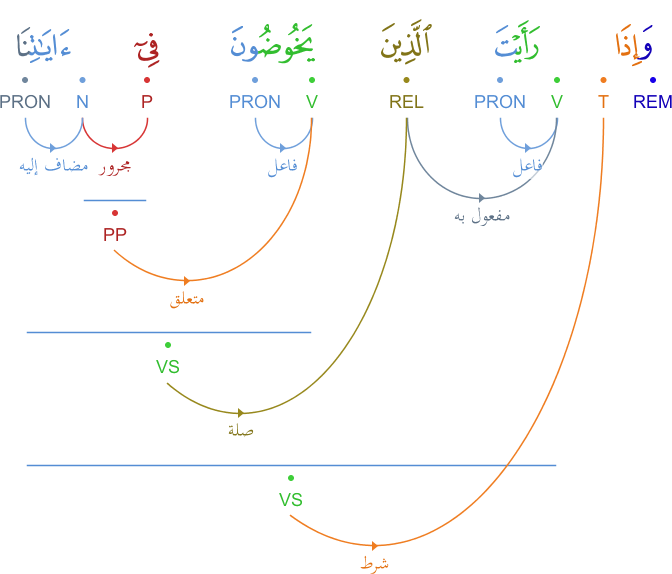 وَإِذَا رَأَيْتَ ٱلَّذِينَ يَخُوضُونَ فِىٓ ءَايَـٰتِنَا
REM T V PRON REL V PRON P N PRON
فاعل مفعول به فاعل مجرور مضاف إليه
PP
متعلق
VS
صلة
VS
شرط